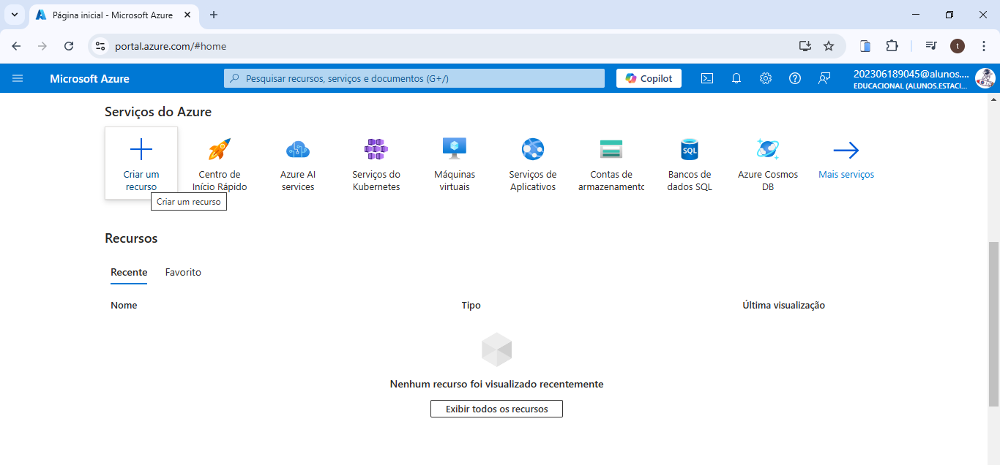 Página inicial - Microsoft Azure
portal.azure.com/#home
t
Microsoft Azure
Pesquisar recursos, serviços e documentos (G+/)
Copilot
202306189045@alunos....
EDUCACIONAL (ALUNOS.ESTACI...
Serviços do Azure
Criar um
recurso
Centro de
Início Rápido
Azure AI
services
Serviços do
Kubernetes
Máquinas
virtuais
Serviços de
Aplicativos
Contas de
armazenamento
SQL
Bancos de
dados SQL
Azure Cosmos
DB
Mais serviços
Criar um recurso
Recursos
Recente
Favorito
Nome
Tipo
Última visualização
Nenhum recurso foi visualizado recentemente
Exibir todos os recursos